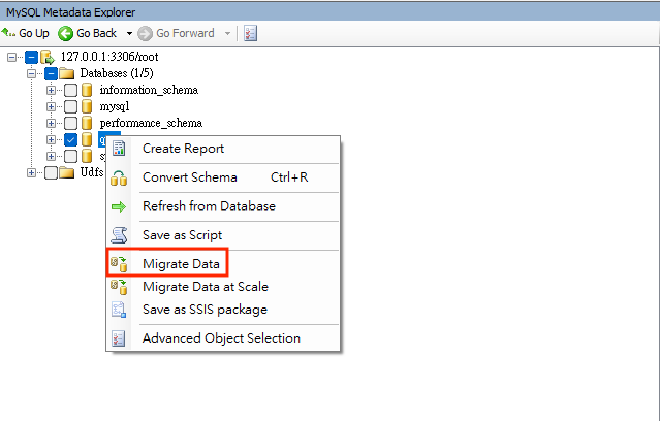 MySQL Metadata Explorer
Go Up Go Back Go Forward
127.0.0.1:3306/root
Databases (1/5)
information_schema
mysql
performance_schema
Udfs
Create Report
Convert Schema Ctrl+R
Refresh from Database
Save as Script
Migrate Data
Migrate Data at Scale
Save as SSIS package
Advanced Object Selection